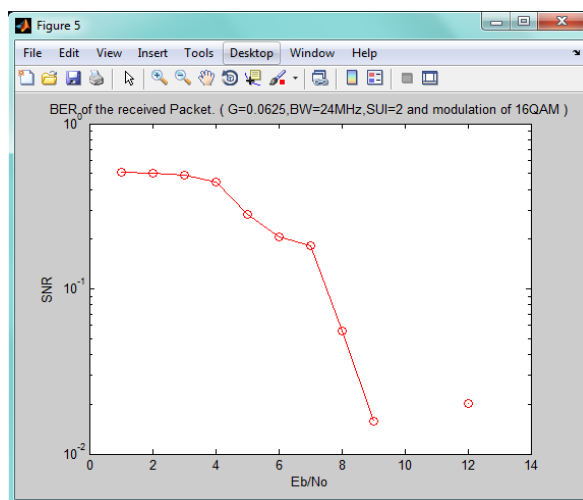 Figure 5
File Edit View Insert Tools Desktop Window Help
BER of the received Packet. ( G=0.0625,BW=24MHz,SUI=2 and modulation of 16QAM )
10^0
10^-1
10^-2
SNR
0 2 4 6 8 10 12 14
Eb/No